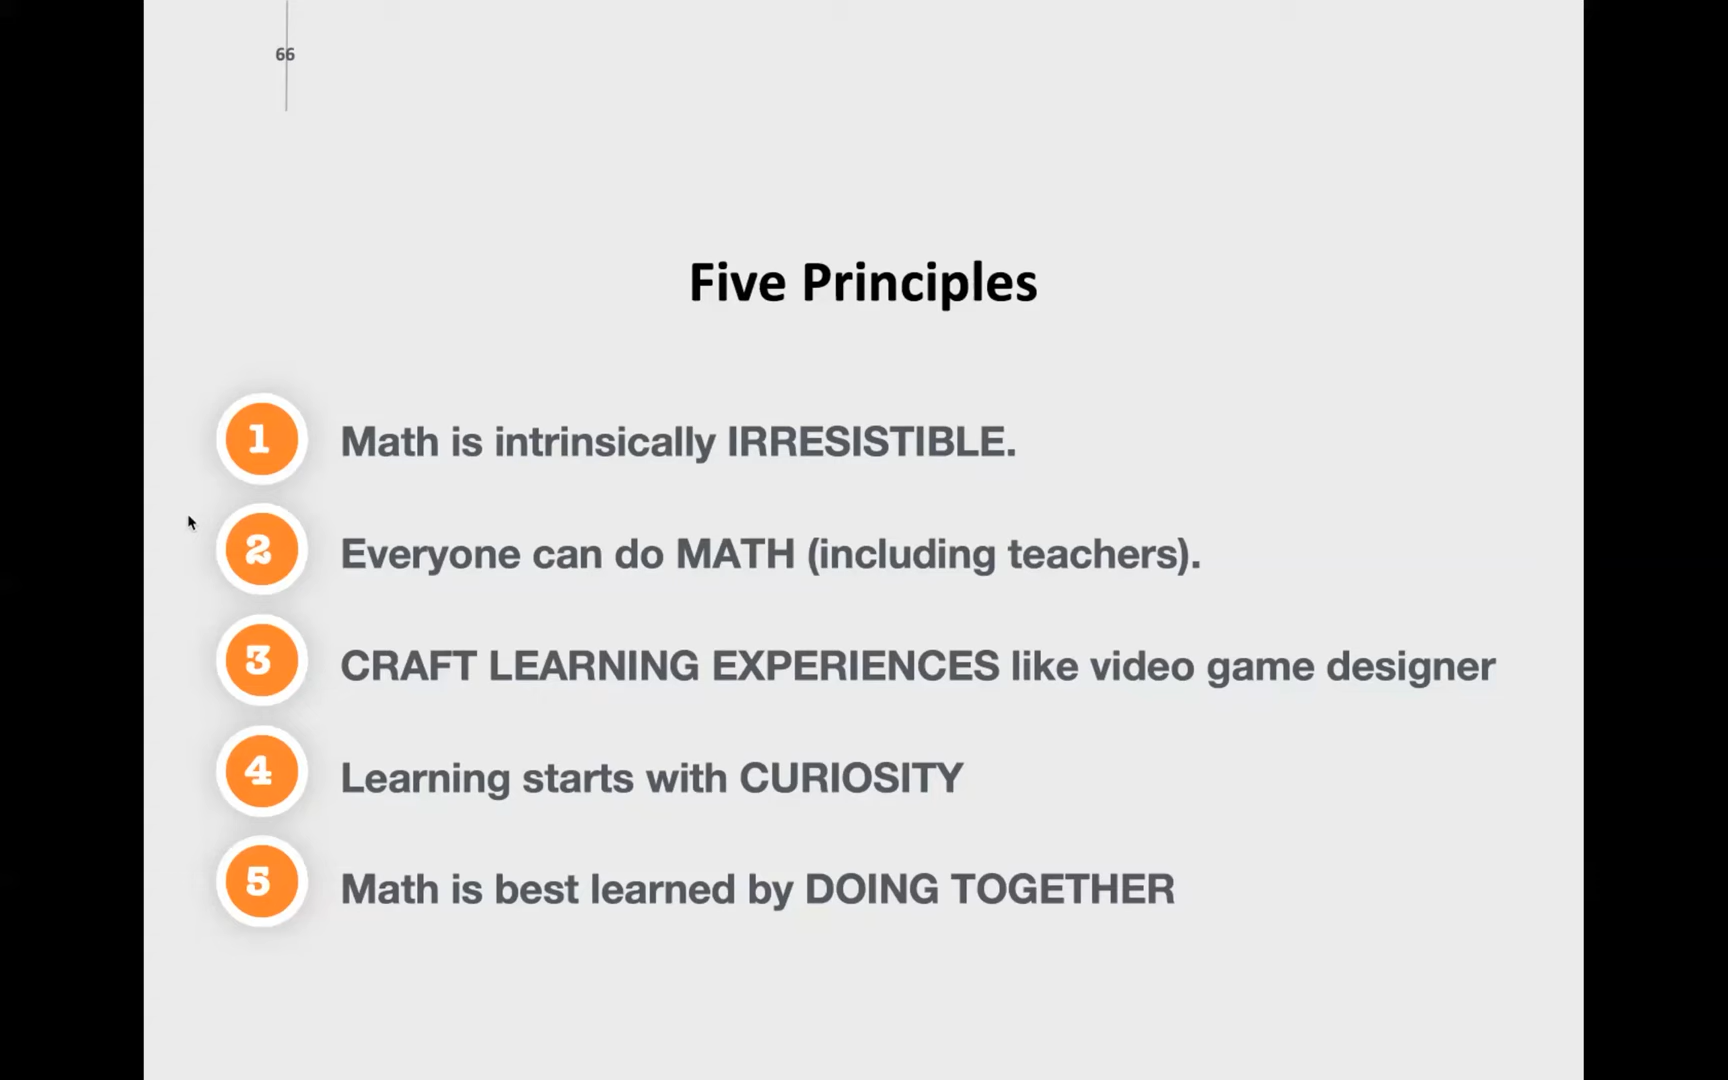 66
Five Principles
1 Math is intrinsically IRRESISTIBLE.
2 Everyone can do MATH (including teachers).
3 CRAFT LEARNING EXPERIENCES like video game designer
4 Learning starts with CURIOSITY
5 Math is best learned by DOING TOGETHER